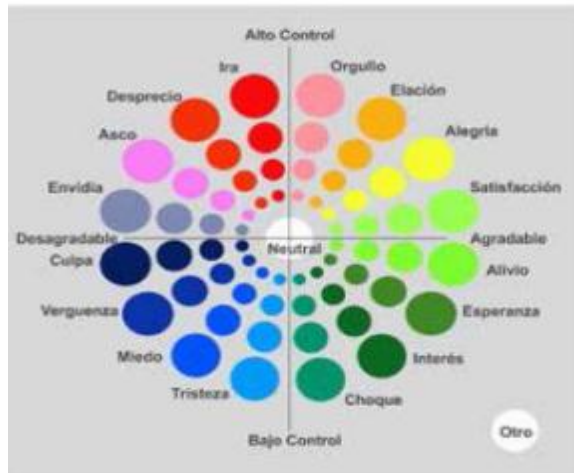 Alto Control
Ira
Orgullo
Desprecio
Elación
Asco
Alegría
Envidia
Satisfacción
Desagradable
Neutral
Agradable
Culpa
Alivio
Verguenza
Esperanza
Miedo
Interés
Tristeza
Choque
Bajo Control
Otro